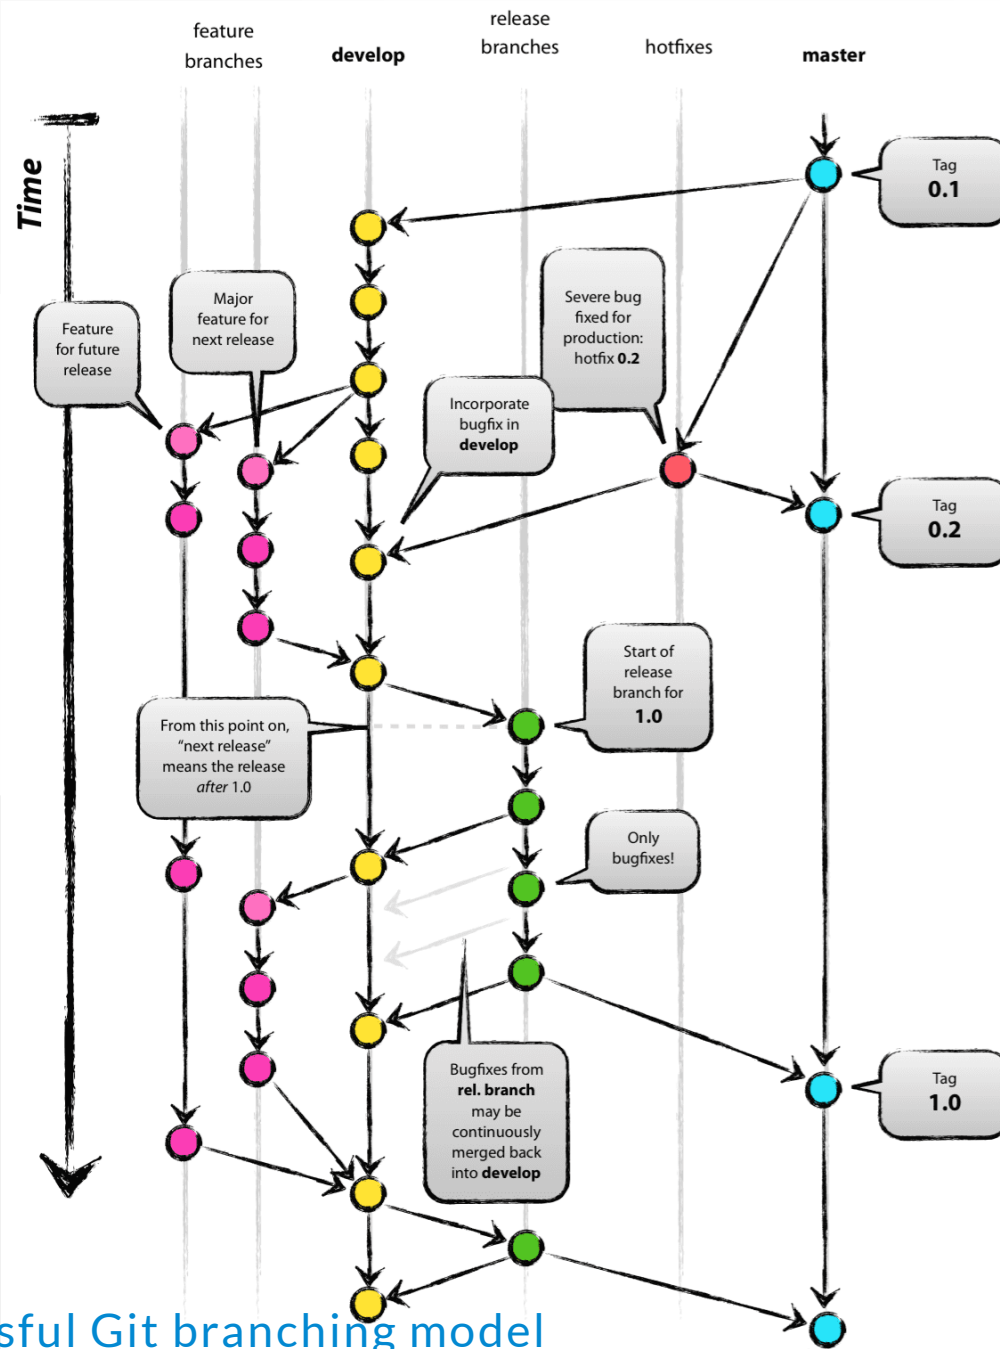 feature
branches
develop
release
branches
hotfixes
master
Time
Tag
0.1
Major
feature for
next release
Feature
for future
release
Severe bug
fixed for
production:
hotfix 0.2
Incorporate
bugfix in
develop
Tag
0.2
Start of
release
branch for
1.0
From this point on,
“next release”
means the release
after 1.0
Only
bugfixes!
Bugfixes from
rel. branch
may be
continuously
merged back
into develop
Tag
1.0
sful Git branching model